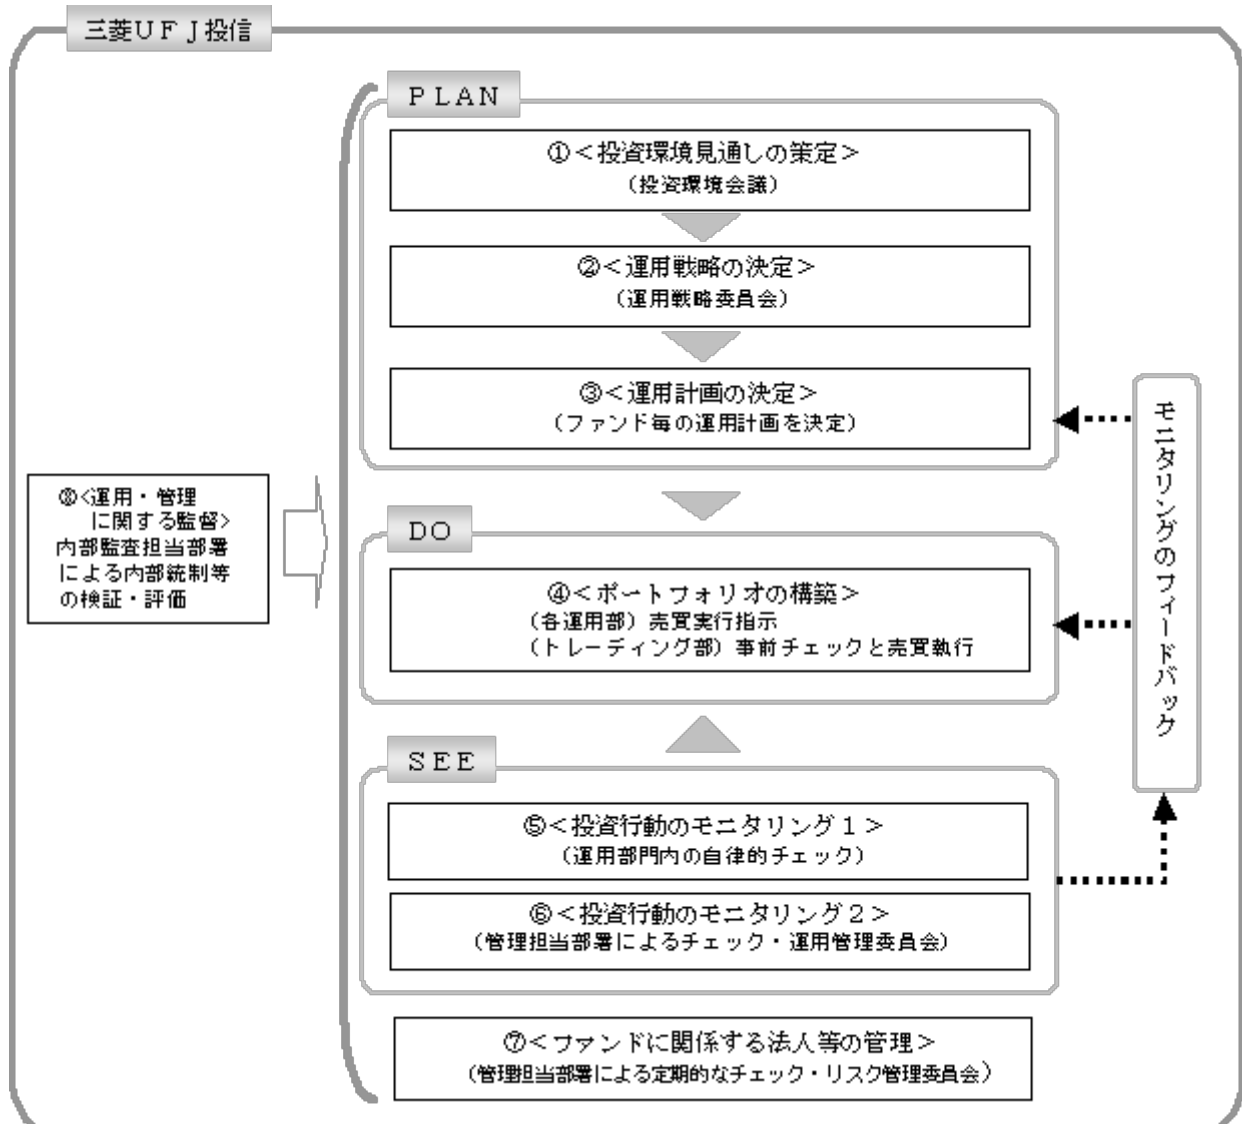 三菱ＵＦＪ投信
ＰＬＡＮ
①＜投資環境見通しの策定＞
（投資環境会議）
②＜運用戦略の決定＞
（運用戦略委員会）
③＜運用計画の決定＞
（ファンド毎の運用計画を決定）
モニタリングのフィードバック
⑧＜運用・管理
に関する監督＞
内部監査担当部署
による内部統制等
の検証・評価
ＤＯ
④＜ポートフォリオの構築＞
（各運用部）売買実行指示
（トレーディング部）事前チェックと売買執行
ＳＥＥ
⑤＜投資行動のモニタリング１＞
（運用部門内の自律的チェック）
⑥＜投資行動のモニタリング２＞
（管理担当部署によるチェック・運用管理委員会）
⑦＜ファンドに関係する法人等の管理＞
（管理担当部署による定期的なチェック・リスク管理委員会）